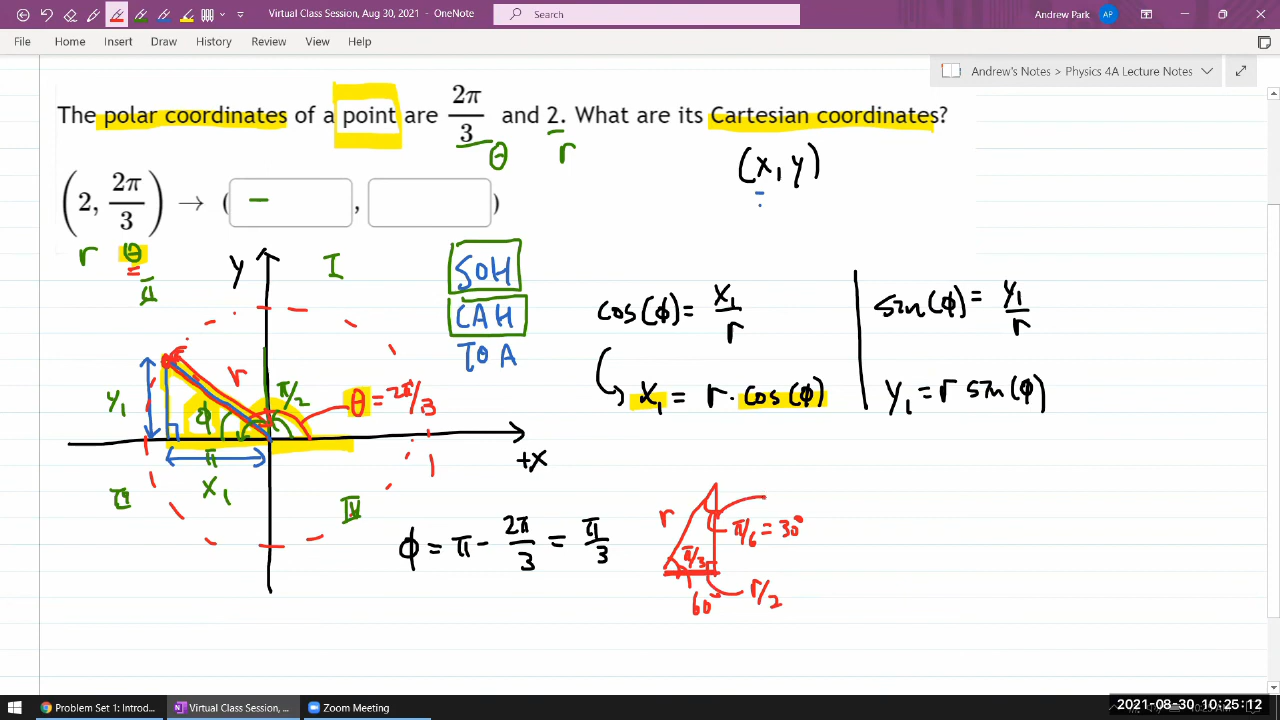 Virtual Class Session, Aug 30, 2021 - OneNote
Search
Andrew Park AP
File Home Insert Draw History Review View Help
Andrew's Notes > Physics 4A Lecture Notes
The polar coordinates of a point are 2π/3 and 2. What are its Cartesian coordinates?
θ r
(x, y)
(2, 2π/3) → ( − , )
r θ
II
y
I
SOH
CAH
TOA
cos(φ) = x₁/r
x₁ = r · cos(φ)
sin(φ) = y₁/r
y₁ = r sin(φ)
r
π/2
θ = 2π/3
y₁
φ
π
x₁
+x
1
IV
φ = π − 2π/3 = π/3
r
π/6 = 30°
π/3
60°
r/2
Problem Set 1: Introd...
Virtual Class Session, ...
Zoom Meeting
2021-08-30 10:25:12